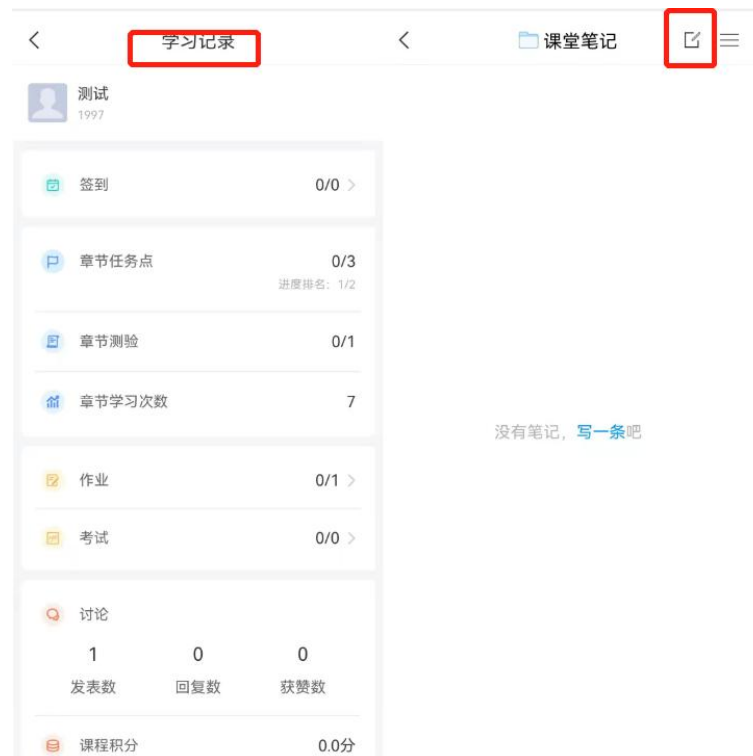 学习记录
测试
1997
签到 0/0
章节任务点 0/3
进度排名：1/2
章节测验 0/1
章节学习次数 7
作业 0/1
考试 0/0
讨论
1 0 0
发表数 回复数 获赞数
课程积分 0.0分
课堂笔记
没有笔记，写一条吧